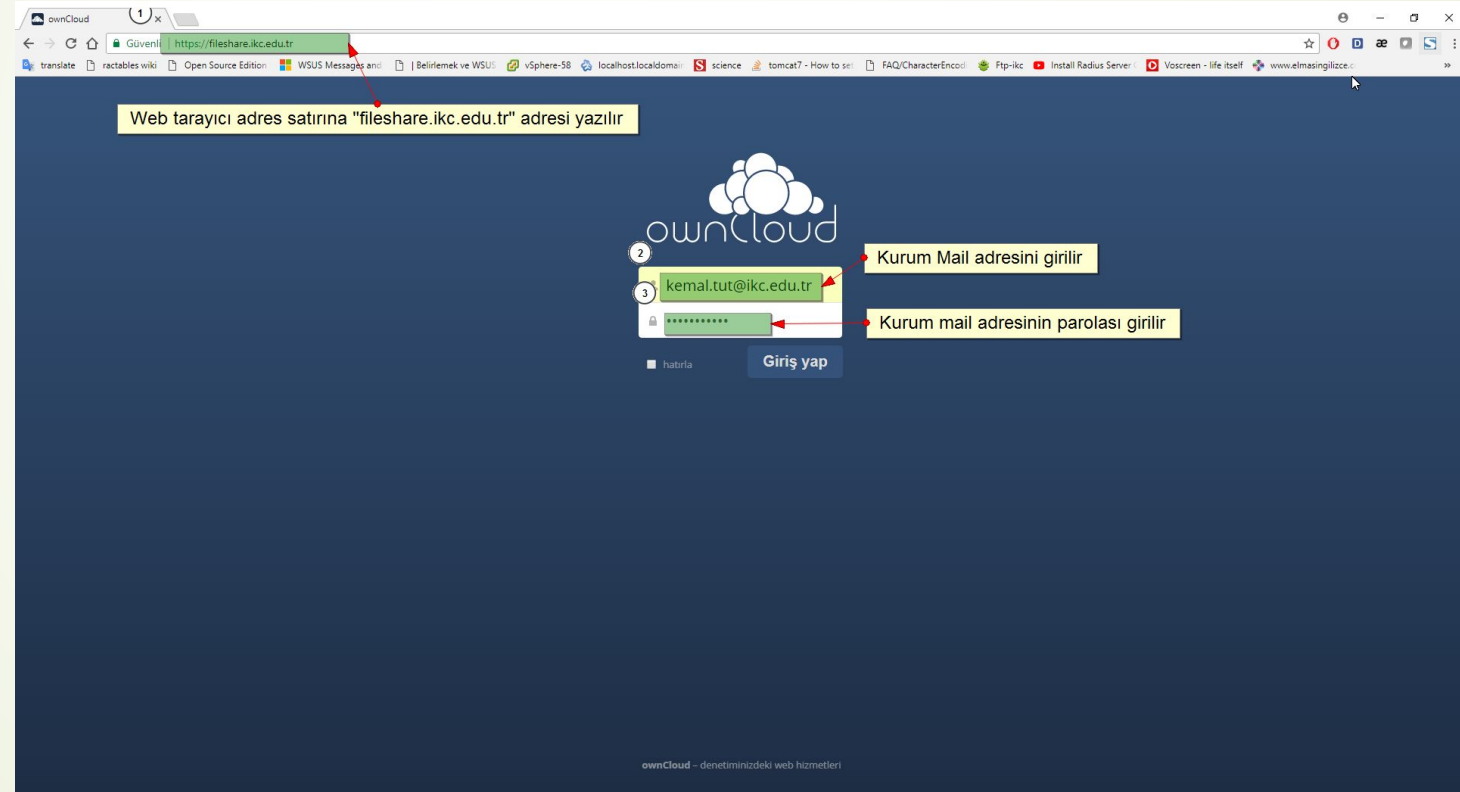 ownCloud
1
Güvenli | https://fileshare.ikc.edu.tr
translate ractables wiki Open Source Edition WSUS Messages and | Belirlemek ve WSUS vSphere-58 localhost.localdomain science tomcat7 - How to set FAQ/CharacterEncodi Ftp-ikc Install Radius Server Voscreen - life itself www.elmasingilizce.c
Web tarayıcı adres satırına "fileshare.ikc.edu.tr" adresi yazılır
ownCloud
2
Kurum Mail adresini girilir
kemal.tut@ikc.edu.tr
3
Kurum mail adresinin parolası girilir
hatırla
Giriş yap
ownCloud – denetiminizdeki web hizmetleri